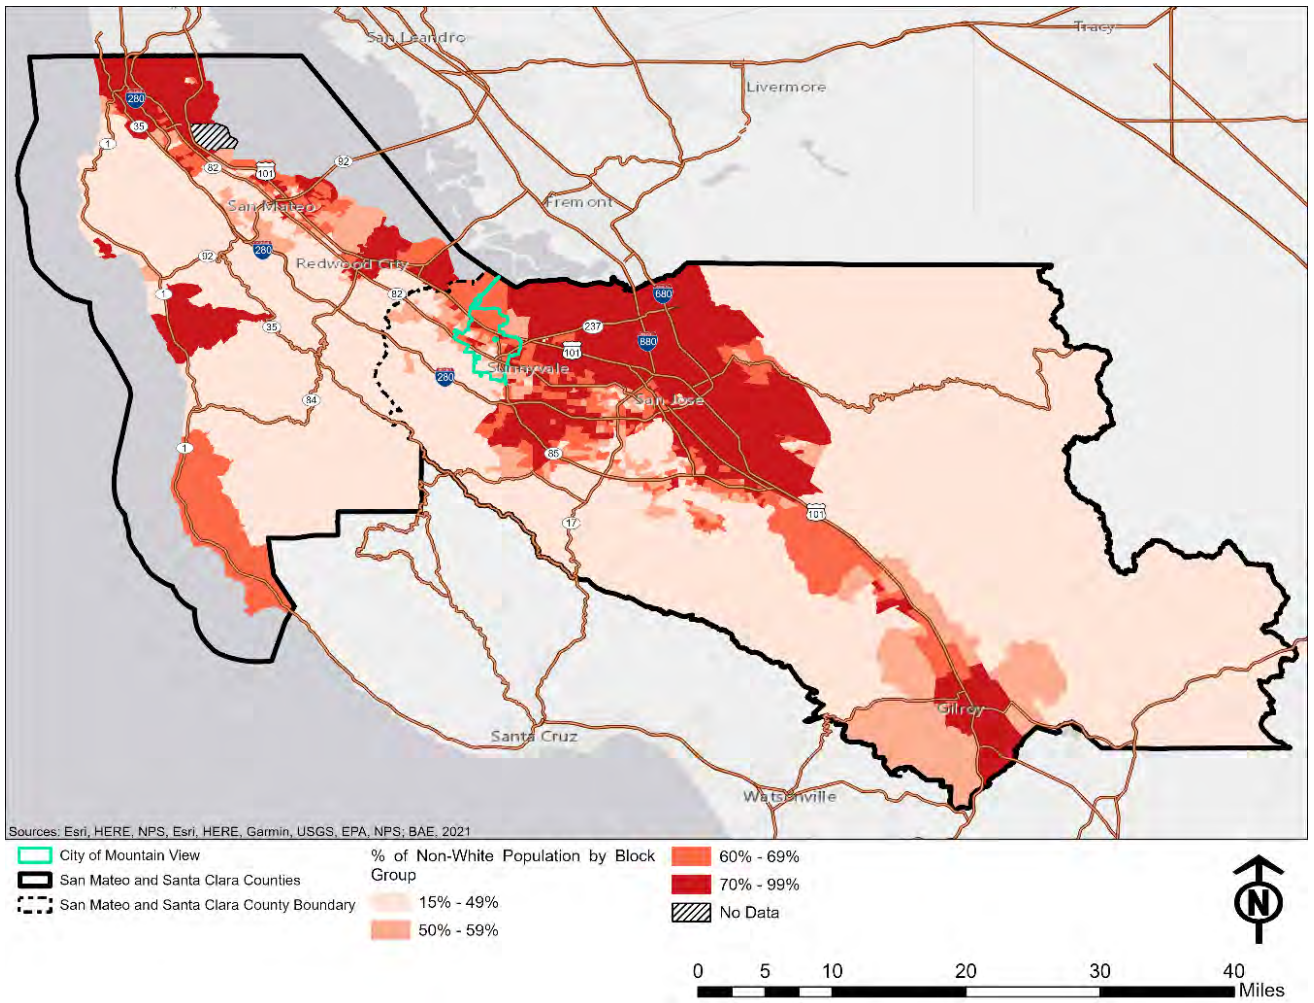 San Leandro
Tracy
Livermore
280
35
1
82
101
92
San Mateo
Fremont
92
280
Redwood City
1
82
680
35
237
880
101
Sunnyvale
280
San Jose
84
1
85
101
17
Gilroy
Santa Cruz
Watsonville
Sources: Esri, HERE, NPS, Esri, HERE, Garmin, USGS, EPA, NPS; BAE, 2021
City of Mountain View
San Mateo and Santa Clara Counties
San Mateo and Santa Clara County Boundary
% of Non-White Population by Block
Group
15% - 49%
50% - 59%
60% - 69%
70% - 99%
No Data
N
0 5 10 20 30 40
Miles